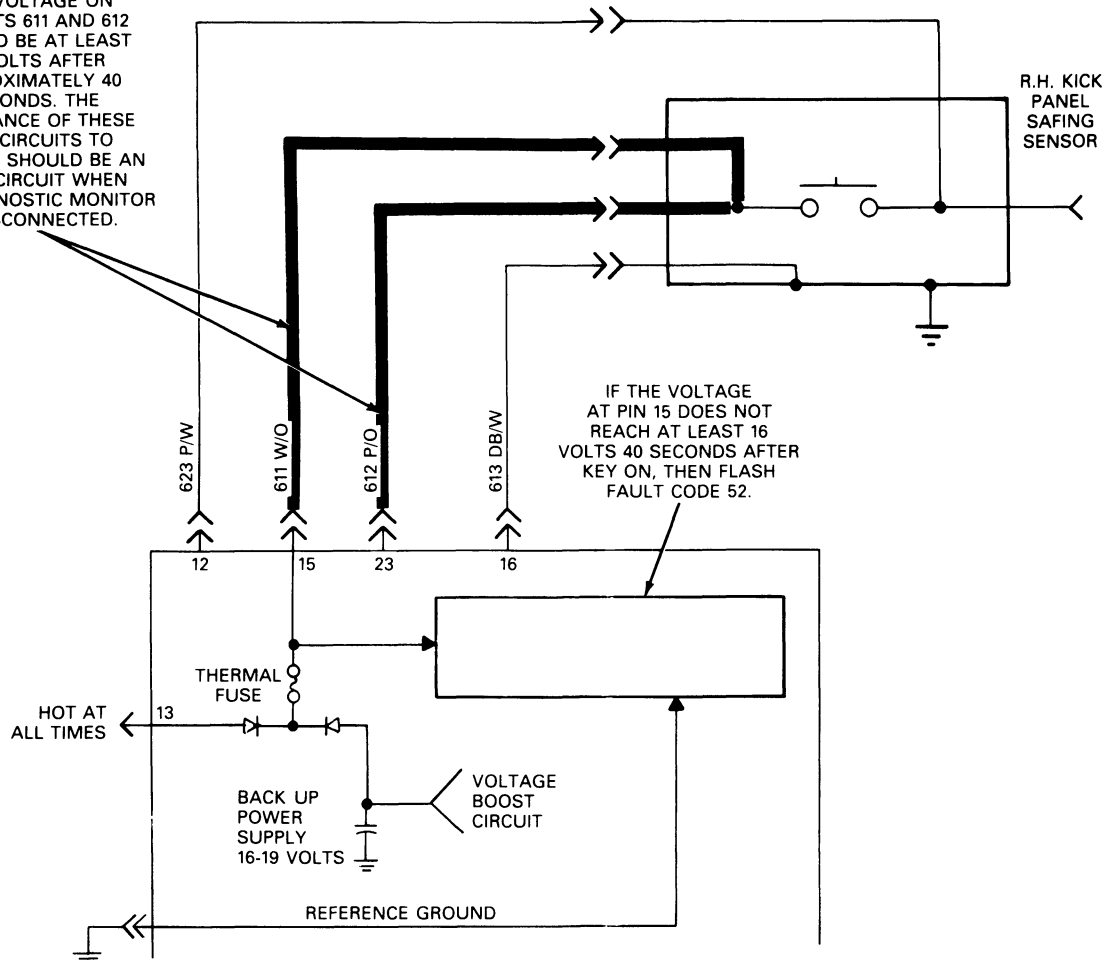 VOLTAGE ON
TS 611 AND 612
D BE AT LEAST
OLTS AFTER
OXIMATELY 40
ONDS. THE
ANCE OF THESE
CIRCUITS TO
SHOULD BE AN
CIRCUIT WHEN
NOSTIC MONITOR
CONNECTED.
R.H. KICK
PANEL
SAFING
SENSOR
IF THE VOLTAGE
AT PIN 15 DOES NOT
REACH AT LEAST 16
VOLTS 40 SECONDS AFTER
KEY ON, THEN FLASH
FAULT CODE 52.
623 P/W
611 W/O
612 P/O
613 DB/W
12
15
23
16
THERMAL
FUSE
HOT AT
ALL TIMES
13
BACK UP
POWER
SUPPLY
16-19 VOLTS
VOLTAGE
BOOST
CIRCUIT
REFERENCE GROUND